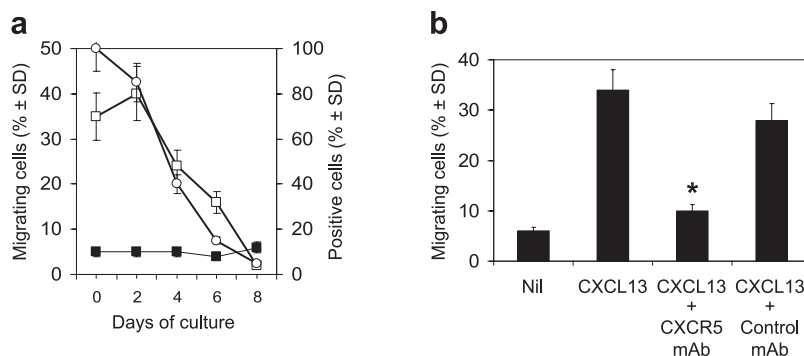 a
50
40
30
20
10
0
Migrating cells (% ± SD)
100
80
60
40
20
0
Positive cells (% ± SD)
0 2 4 6 8
Days of culture
b
40
30
20
10
0
Migrating cells (% ± SD)
*
Nil
CXCL13
CXCL13
+
CXCR5
mAb
CXCL13
+
Control
mAb